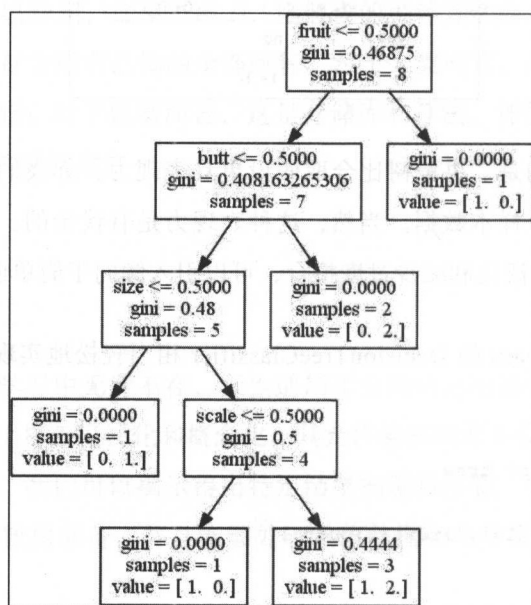 fruit <= 0.5000
gini = 0.46875
samples = 8
butt <= 0.5000
gini = 0.408163265306
samples = 7
gini = 0.0000
samples = 1
value = [ 1. 0.]
size <= 0.5000
gini = 0.48
samples = 5
gini = 0.0000
samples = 2
value = [ 0. 2.]
gini = 0.0000
samples = 1
value = [ 0. 1.]
scale <= 0.5000
gini = 0.5
samples = 4
gini = 0.0000
samples = 1
value = [ 1. 0.]
gini = 0.4444
samples = 3
value = [ 1. 2.]